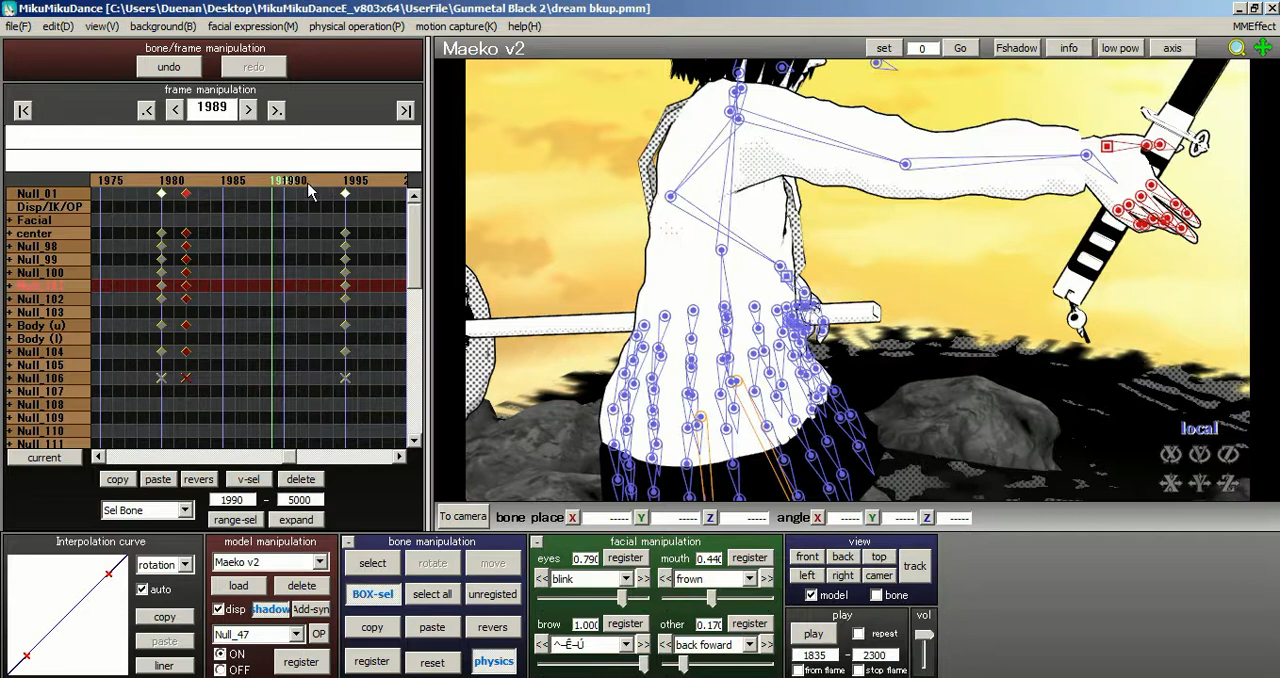 MikuMikuDance [C:\Users\Duenan\Desktop\MikuMikuDanceE_v803x64\UserFile\Gunmetal Black 2\dream bkup.pmm]
file(F) edit(D) view(V) background(B) facial expression(M) physical operation(P) motion capture(K) help(H) MMEffect
bone/frame manipulation
undo redo
frame manipulation
.< < 1989 > >.
1975 1980 1985 1990 1995
Null_01
Disp/IK/OP
+ Facial
+ center
+ Null_98
+ Null_99
+ Null_100
+ Null_102
+ Null_103
+ Body (u)
+ Body (l)
+ Null_104
+ Null_105
+ Null_106
+ Null_107
+ Null_108
+ Null_109
+ Null_110
+ Null_111
current
copy paste revers v-sel delete
Sel Bone 1990 - 5000
range-sel expand
Maeko v2 set 0 Go Fshadow info low pow axis
local
X Y Z
X Y Z
To camera bone place X ----- Y ----- Z ----- angle X ----- Y ----- Z -----
Interpolation curve
rotation
auto
copy
paste
liner
model manipulation
Maeko v2
load delete
disp shadow Add-syn
Null_47 OP
ON
OFF register
- bone manipulation
select rotate move
BOX-sel select all unregisted
copy paste revers
register reset physics
- facial manipulation
eyes 0.790 register mouth 0.440 register
<< blink >> << frown >>
brow 1.000 register other 0.170 register
<< ^-Ê-Ú >> << back foward >>
view
front back top track
left right camer
model bone
play
play repeat
1835 - 2300
from flame stop flame
vol